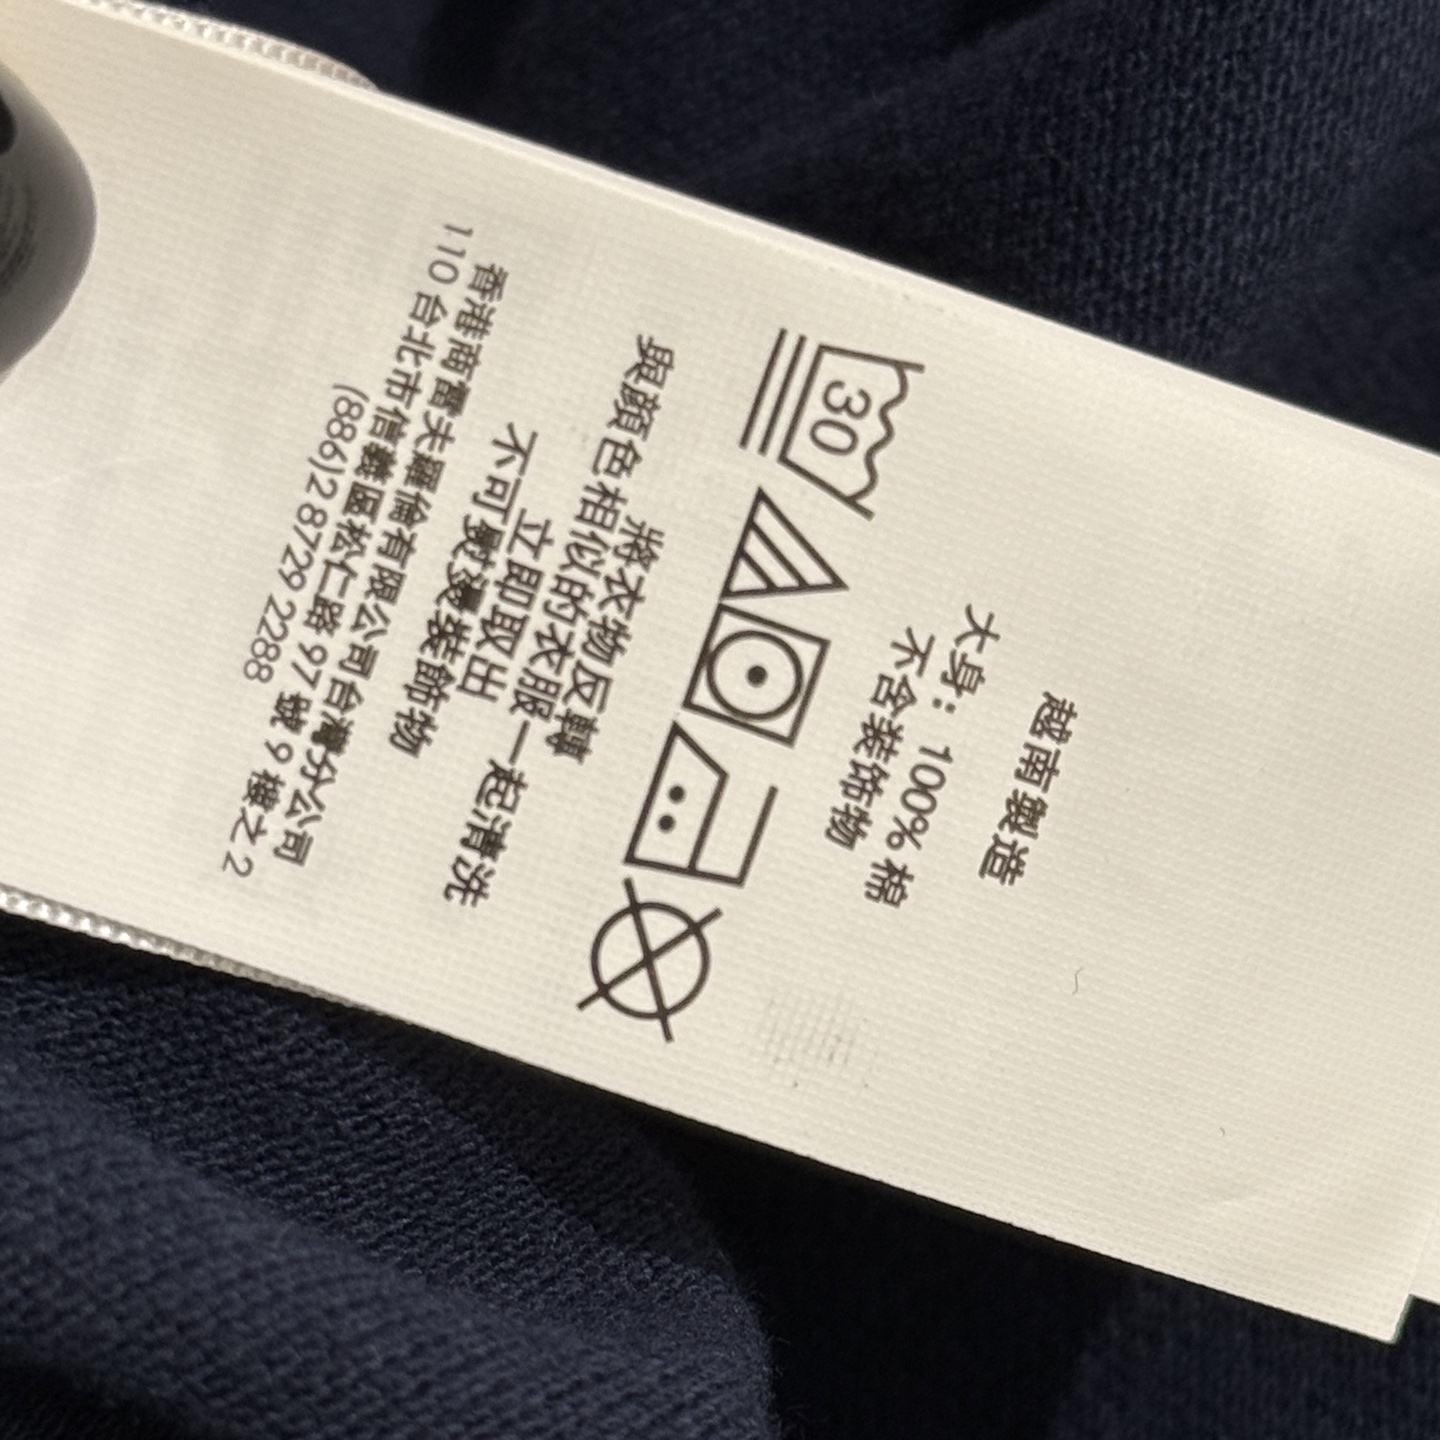 越南製造
大身：100% 棉
不含装飾物
30
將衣物反轉
與顔色相似的衣服一起清洗
立即取出
不可熨燙裝飾物
香港商雷夫羅倫有限公司台灣分公司
110 台北市信義區松仁路 97 號 9 樓之 2
(886)2 8729 2288